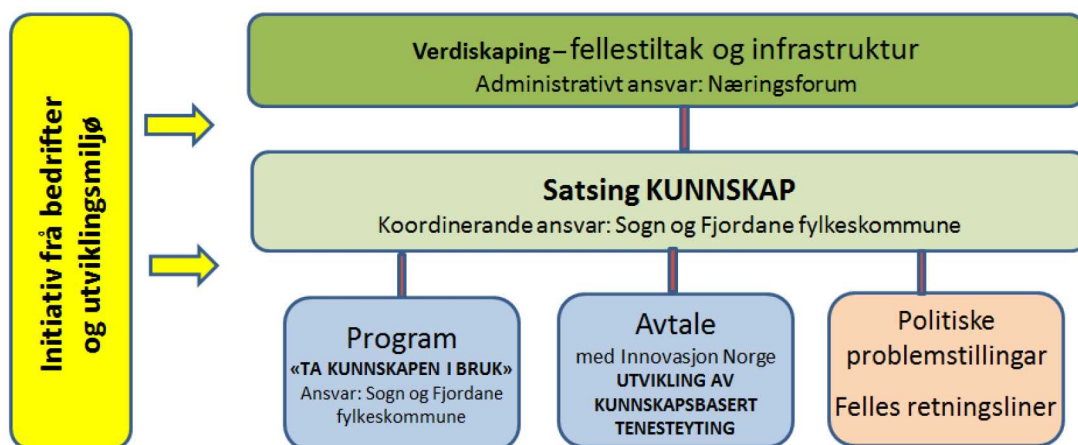 Initiativ frå bedrifter
og utviklingsmiljø
Verdiskaping – fellestiltak og infrastruktur
Administrativt ansvar: Næringsforum
Satsing KUNNSKAP
Koordinerande ansvar: Sogn og Fjordane fylkeskommune
Program
«TA KUNNSKAPEN I BRUK»
Ansvar: Sogn og Fjordane
fylkeskommune
Avtale
med Innovasjon Norge
UTVIKLING AV
KUNNSKAPSBASERT
TENESTEYTING
Politiske
problemstillingar
Felles retningsliner